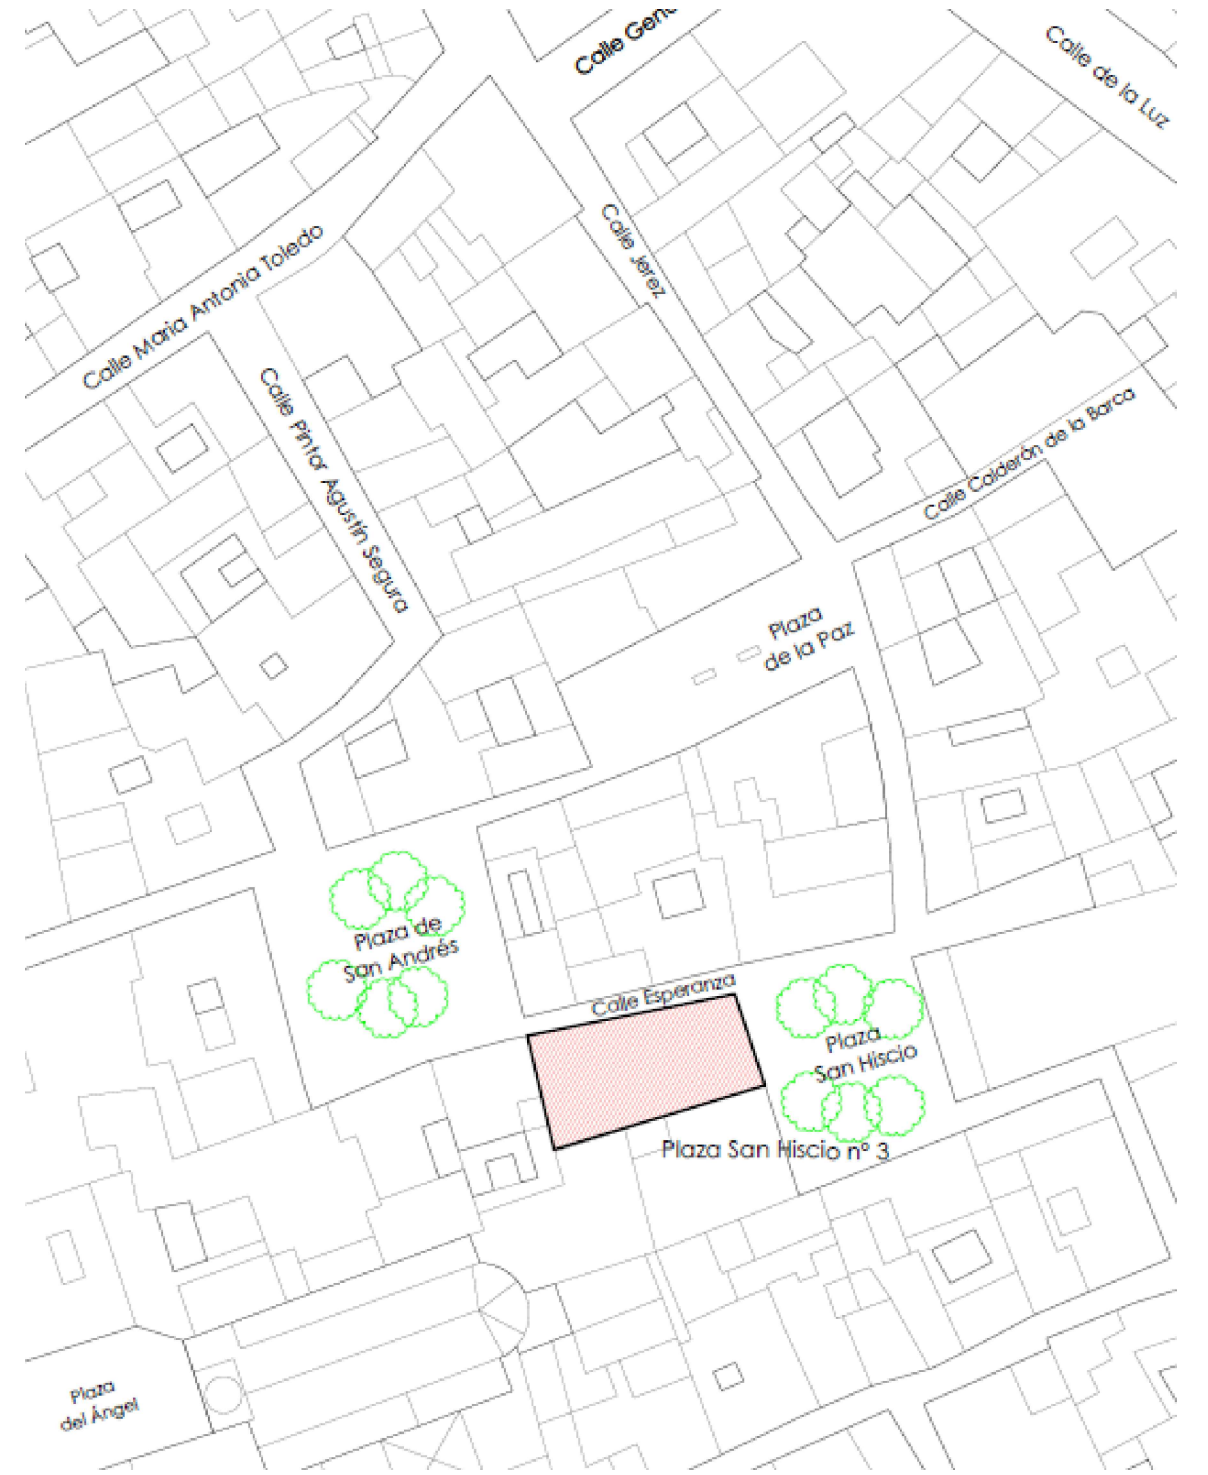 Calle Gene
Calle de la Luz
Calle Jerez
Calle Maria Antonia Toledo
Calle Pintor Agustín Segura
Calle Calderón de la Barca
Plaza
de la Paz
Plaza de
San Andrés
Calle Esperanza
Plaza
San Hiscio
Plaza San Hiscio nº 3
Plaza
del Ángel